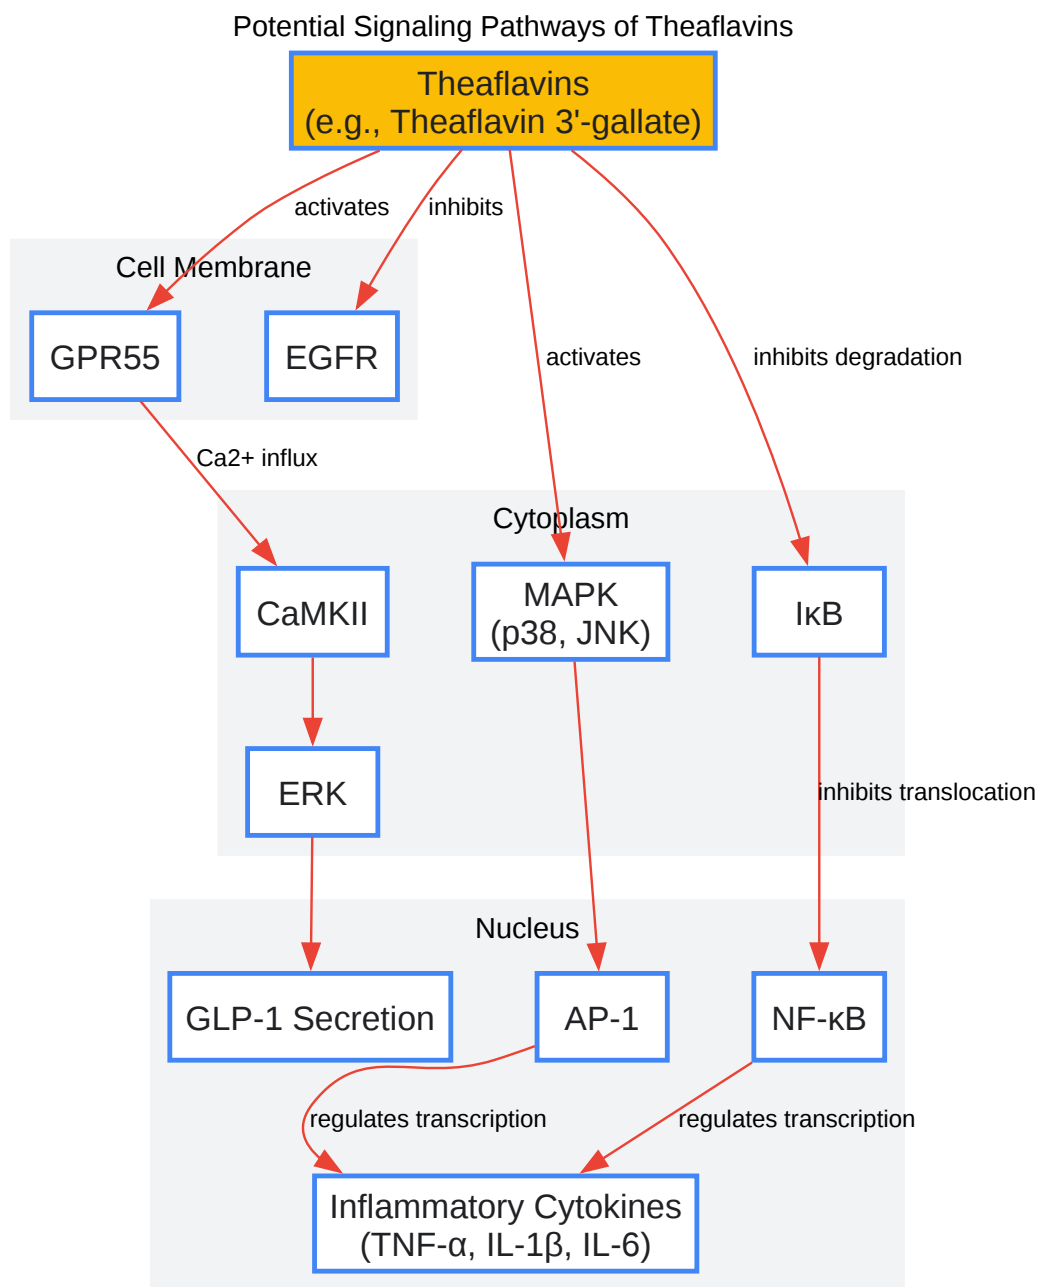 Potential Signaling Pathways of Theaflavins
Theaflavins
(e.g., Theaflavin 3'-gallate)
activates
inhibits
Cell Membrane
GPR55
EGFR
activates
inhibits degradation
Ca2+ influx
Cytoplasm
CaMKII
MAPK
(p38, JNK)
IκB
ERK
inhibits translocation
Nucleus
GLP-1 Secretion
AP-1
NF-κB
regulates transcription
regulates transcription
Inflammatory Cytokines
(TNF-α, IL-1β, IL-6)